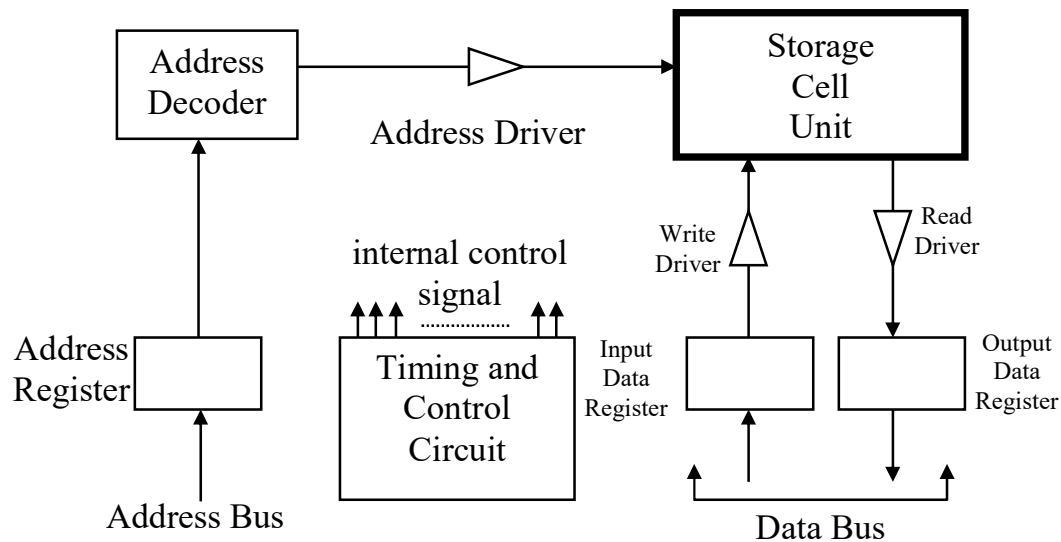 Address
Decoder
Address Driver
Storage
Cell
Unit
Write
Driver
Read
Driver
internal control
signal
Address
Register
Timing and
Control
Circuit
Input
Data
Register
Output
Data
Register
Address Bus
Data Bus